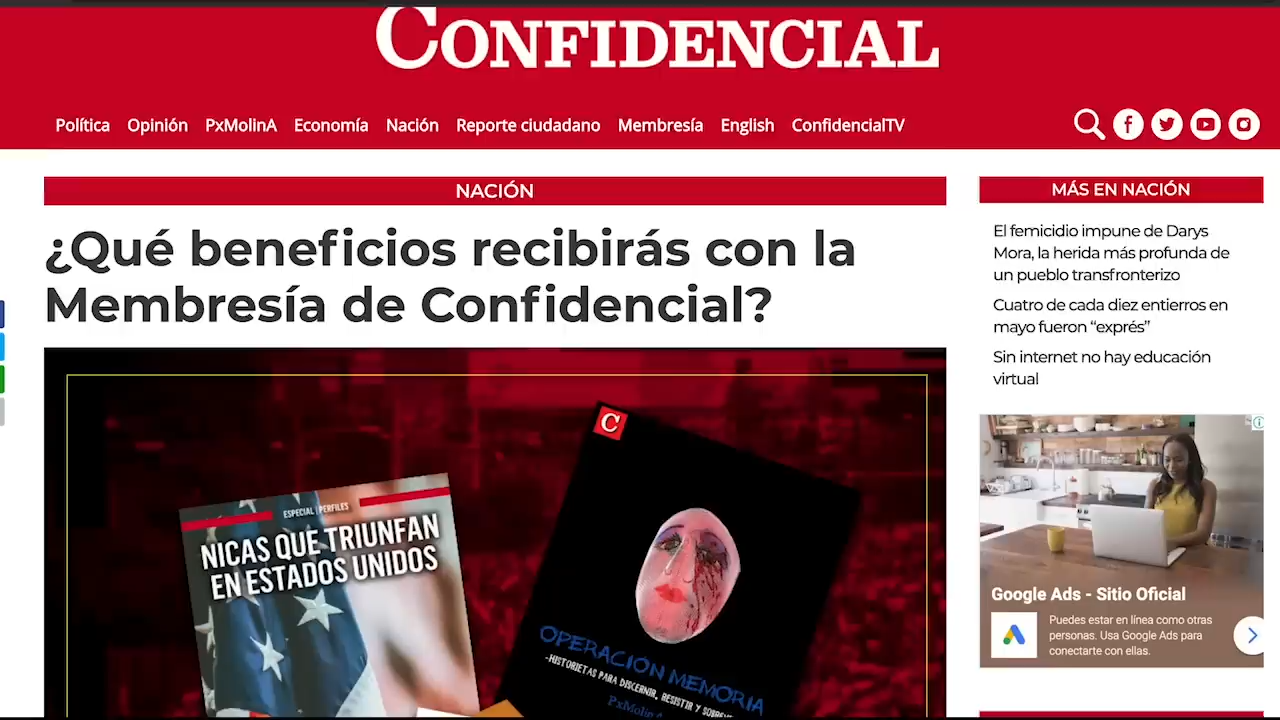 CONFIDENCIAL
Política Opinión PxMolinA Economía Nación Reporte ciudadano Membresía English ConfidencialTV
NACIÓN
¿Qué beneficios recibirás con la
Membresía de Confidencial?
C
ESPECIAL | PERFILES
NICAS QUE TRIUNFAN
EN ESTADOS UNIDOS
OPERACIÓN MEMORIA
-HISTORIETAS PARA DISCERNIR, RESISTIR Y
MÁS EN NACIÓN
El femicidio impune de Darys
Mora, la herida más profunda de
un pueblo transfronterizo
Cuatro de cada diez entierros en
mayo fueron “exprés”
Sin internet no hay educación
virtual
Google Ads - Sitio Oficial
Puedes estar en línea como otras
personas. Usa Google Ads para
conectarte con ellas.